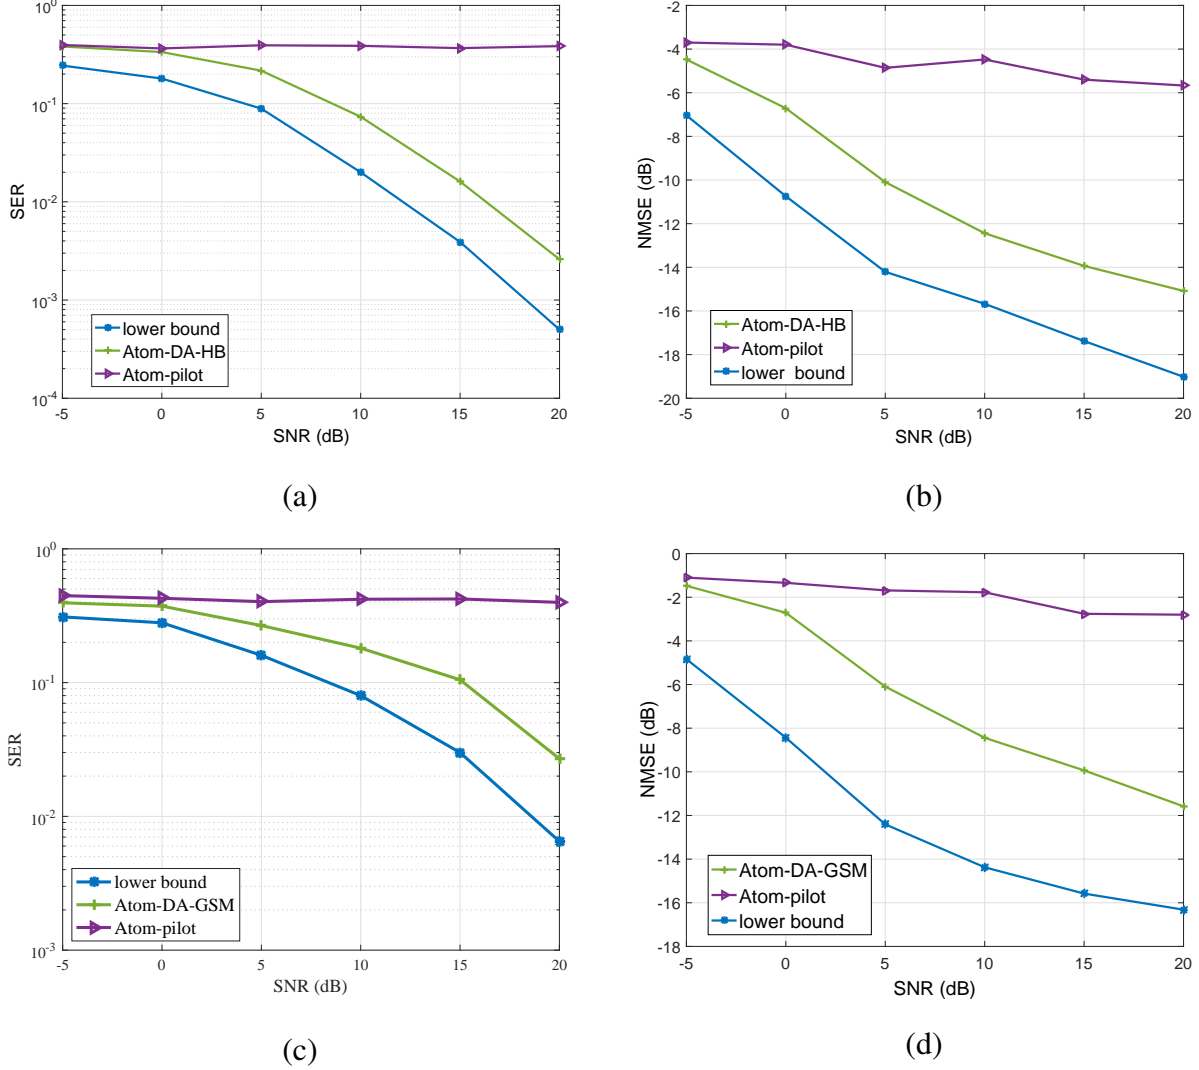 10^0
10^-1
10^-2
10^-3
10^-4
SER
-5 0 5 10 15 20
SNR (dB)
lower bound
Atom-DA-HB
Atom-pilot
(a)
-2
-4
-6
-8
-10
-12
-14
-16
-18
-20
NMSE (dB)
-5 0 5 10 15 20
SNR (dB)
Atom-DA-HB
Atom-pilot
lower bound
(b)
10^0
10^-1
10^-2
10^-3
SER
-5 0 5 10 15 20
SNR (dB)
lower bound
Atom-DA-GSM
Atom-pilot
(c)
0
-2
-4
-6
-8
-10
-12
-14
-16
-18
NMSE (dB)
-5 0 5 10 15 20
SNR (dB)
Atom-DA-GSM
Atom-pilot
lower bound
(d)